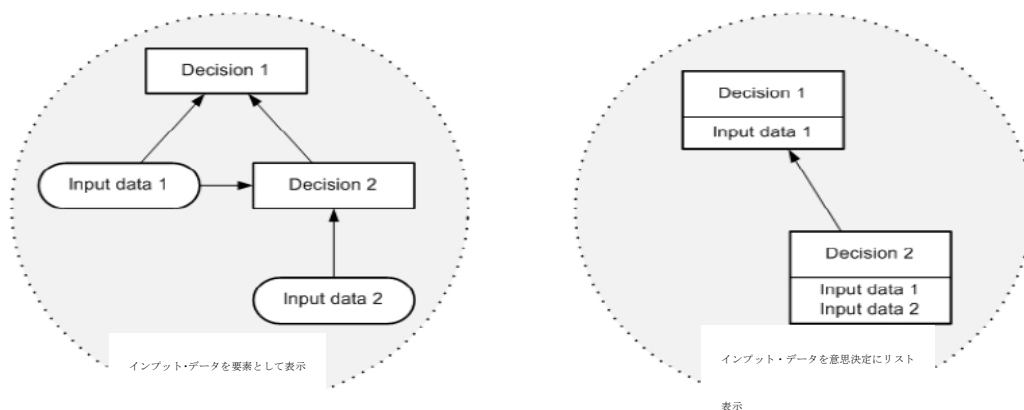 Decision 1
Input data 1
Decision 2
Input data 2
インプット・データを要素として表示
Decision 1
Input data 1
Decision 2
Input data 1
Input data 2
インプット・データを意思決定にリスト
表示